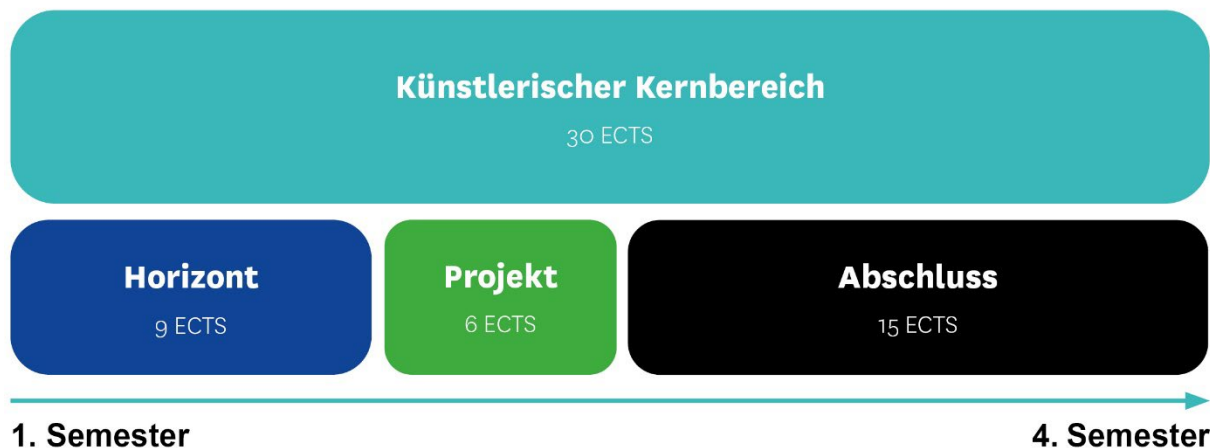 Künstlerischer Kernbereich
30 ECTS
Horizont
9 ECTS
Projekt
6 ECTS
Abschluss
15 ECTS
1. Semester
4. Semester